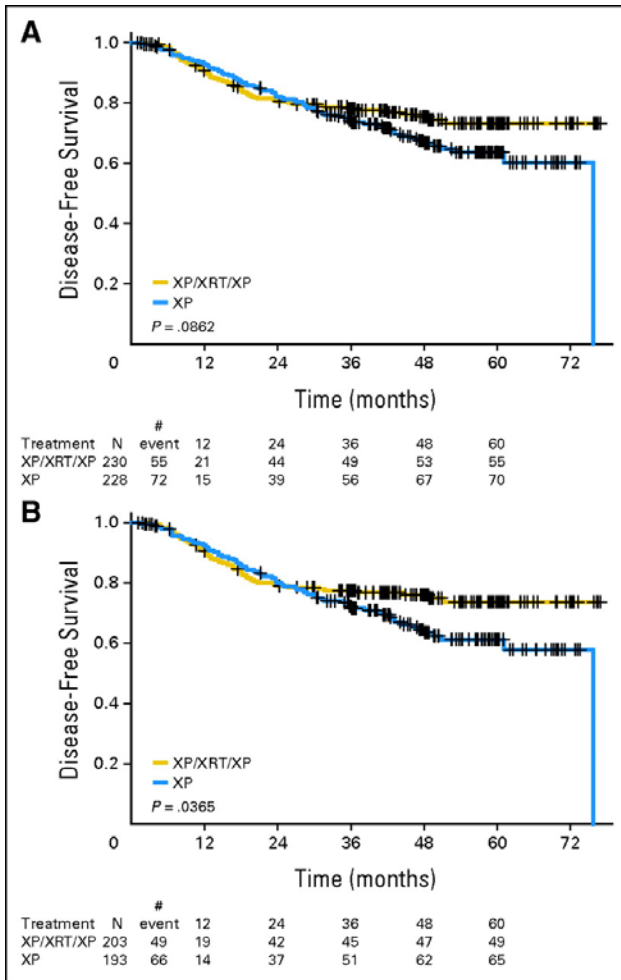 A
1.0
0.8
0.6
0.4
0.2
Disease-Free Survival
XP/XRT/XP
XP
P = .0862
0 12 24 36 48 60 72
Time (months)
#
Treatment N event 12 24 36 48 60
XP/XRT/XP 230 55 21 44 49 53 55
XP 228 72 15 39 56 67 70
B
1.0
0.8
0.6
0.4
0.2
Disease-Free Survival
XP/XRT/XP
XP
P = .0365
0 12 24 36 48 60 72
Time (months)
#
Treatment N event 12 24 36 48 60
XP/XRT/XP 203 49 19 42 45 47 49
XP 193 66 14 37 51 62 65